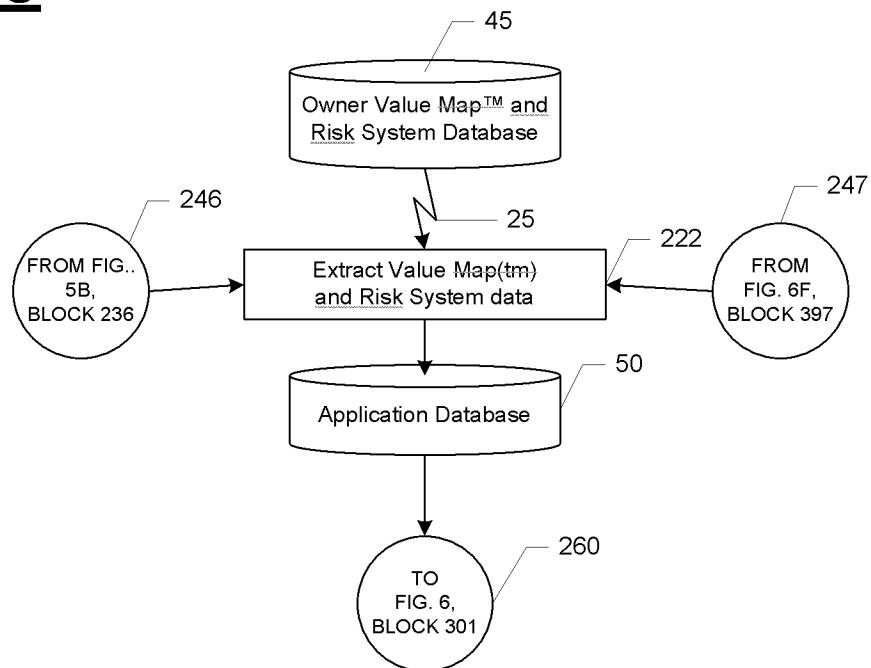 45
Owner Value Map™ and
Risk System Database
246
247
25
222
FROM FIG..
5B,
BLOCK 236
Extract Value Map(tm)
and Risk System data
FROM
FIG. 6F,
BLOCK 397
50
Application Database
260
TO
FIG. 6,
BLOCK 301